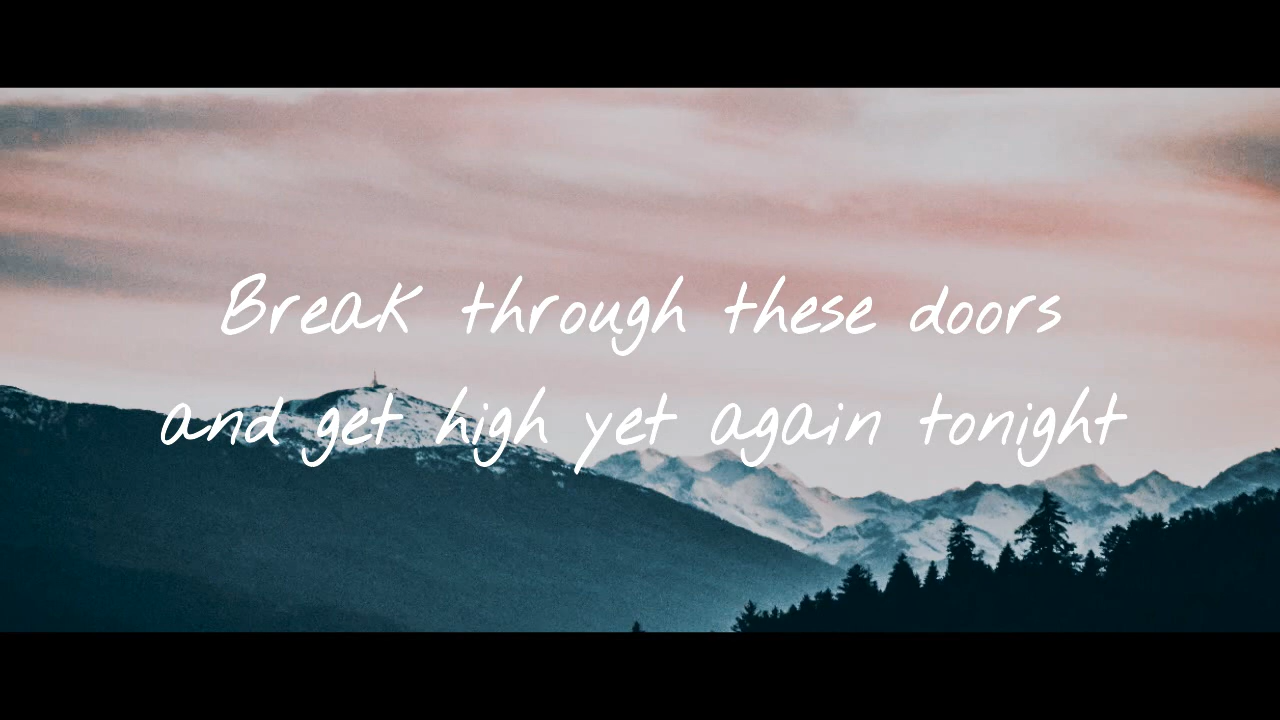 Break through these doors
and get high yet again tonight